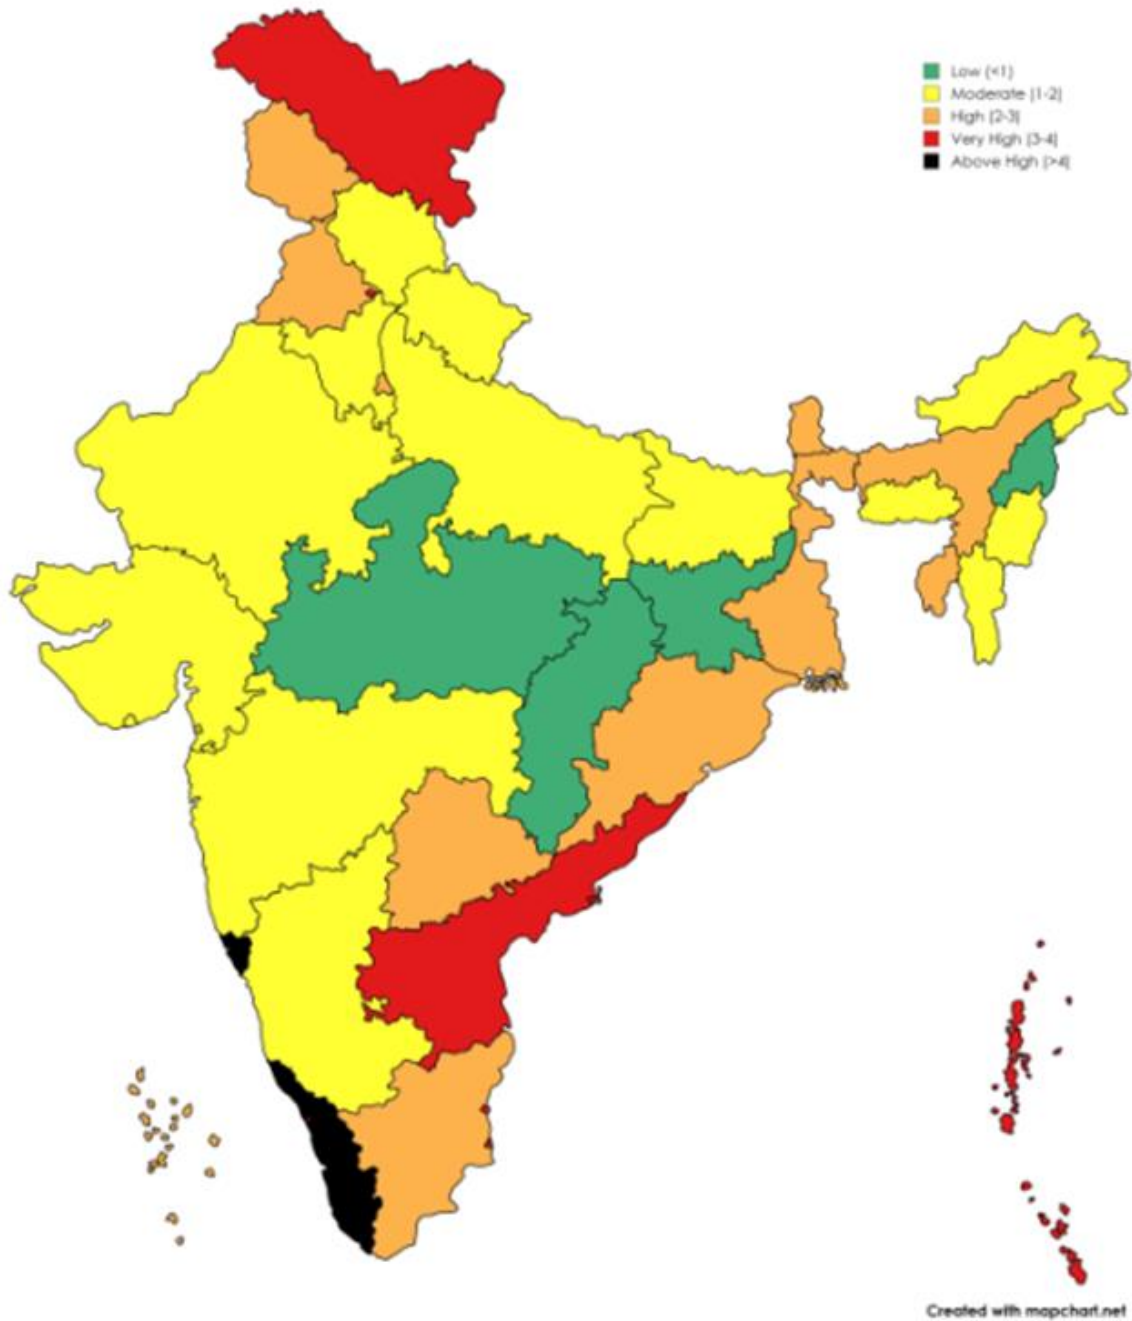 Low (<1)
Moderate (1-2)
High (2-3)
Very High (3-4)
Above High (>4)
Created with mapchart.net